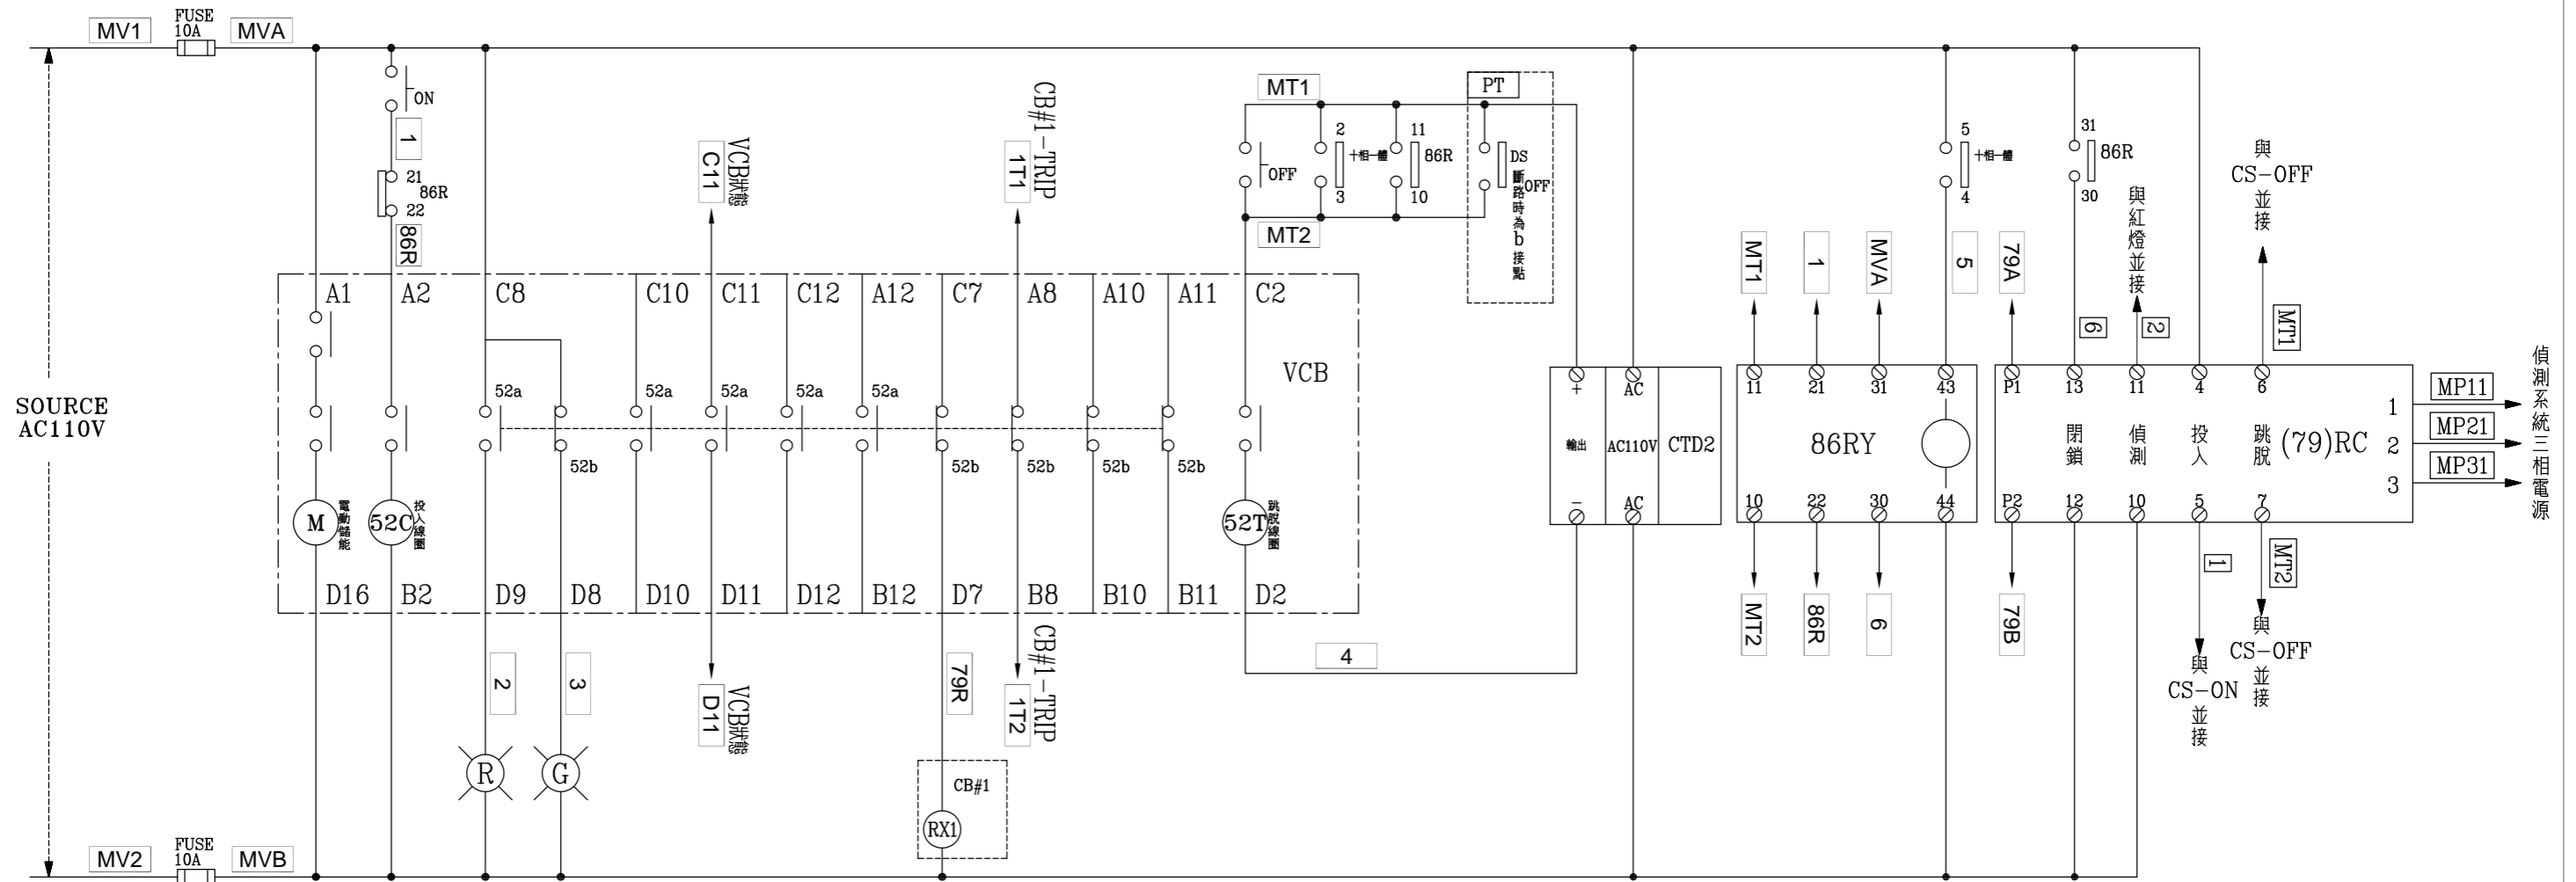 MV1
FUSE
10A
MVA
ON
1
21
86R
22
86R
SOURCE
AC110V
MV2
FUSE
10A
MVB
A1
A2
C8
C10
C11
C12
A12
C7
A8
A10
A11
C2
VCB
VCB狀態
C11
CB#1-TRIP
1T1
52a
52a
52a
52a
52a
52b
52b
52b
52b
52b
M
電動儲能
52C
投入線圈
52T
跳脫線圈
D16
B2
D9
D8
D10
D11
D12
B12
D7
B8
B10
B11
D2
2
3
R
G
D11
VCB狀態
79R
1T2
CB#1-TRIP
CB#1
RX1
4
MT1
MT2
OFF
2
十相一體
3
11
86R
10
PT
DS
OFF
斷路時為b接點
+
輸出
-
AC
AC110V
AC
CTD2
MT1
1
MVA
5
十相一體
4
5
11
21
31
43
86RY
10
22
30
44
MT2
86R
6
79A
31
86R
30
6
與紅燈並接
2
與
CS-OFF
並接
MT1
P1
13
11
4
6
閉鎖
偵測
投入
跳脫
(79)RC
1
2
3
P2
12
10
5
7
79B
1
與
CS-ON
並接
MT2
與
CS-OFF
並接
MP11
MP21
MP31
偵測系統三相電源